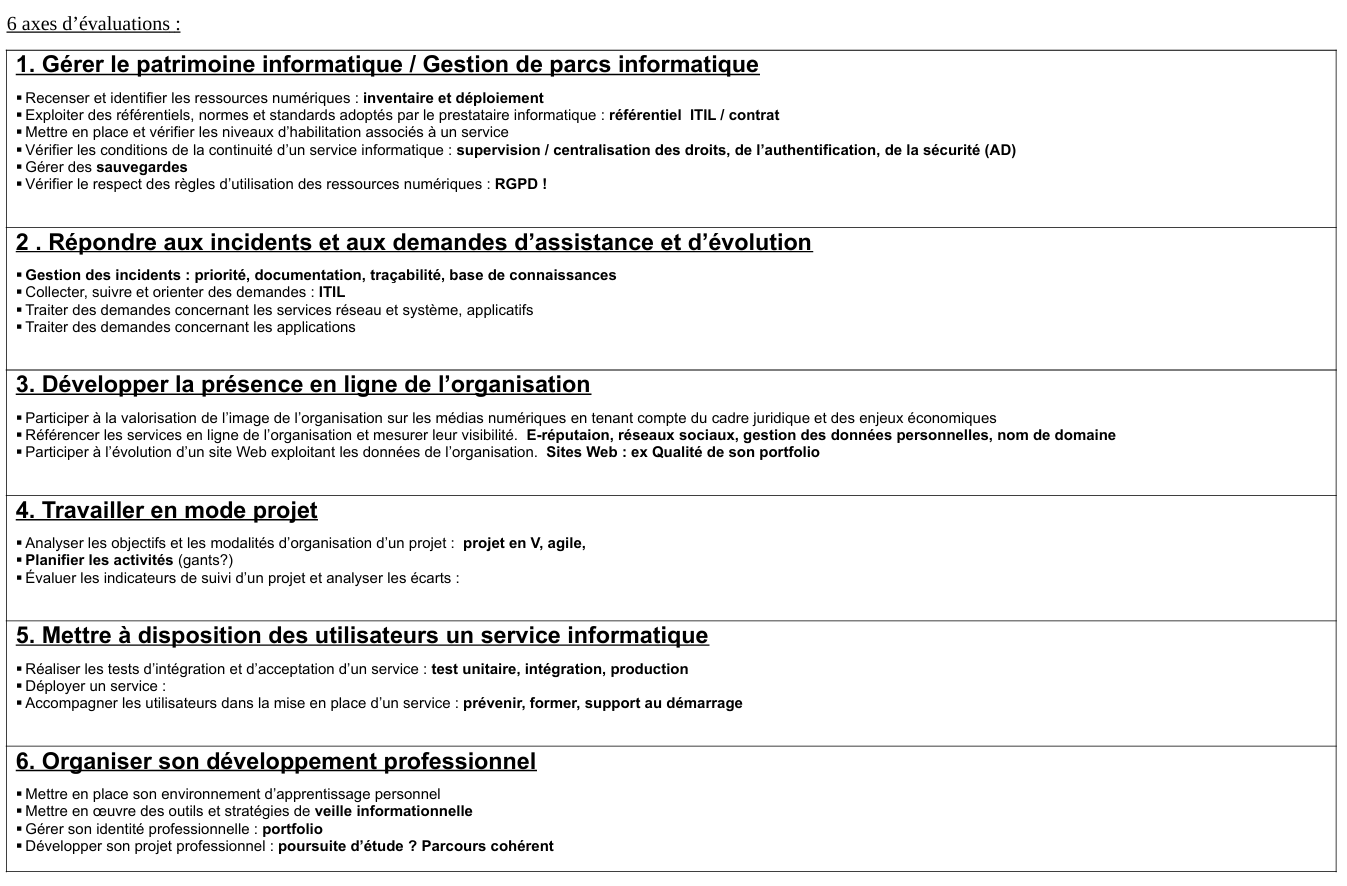 6 axes d’évaluations :
1. Gérer le patrimoine informatique / Gestion de parcs informatique
▪ Recenser et identifier les ressources numériques : inventaire et déploiement
▪ Exploiter des référentiels, normes et standards adoptés par le prestataire informatique : référentiel  ITIL / contrat
▪ Mettre en place et vérifier les niveaux d’habilitation associés à un service
▪ Vérifier les conditions de la continuité d’un service informatique : supervision / centralisation des droits, de l’authentification, de la sécurité (AD)
▪ Gérer des sauvegardes
▪ Vérifier le respect des règles d’utilisation des ressources numériques : RGPD !
2 . Répondre aux incidents et aux demandes d’assistance et d’évolution
▪ Gestion des incidents : priorité, documentation, traçabilité, base de connaissances
▪ Collecter, suivre et orienter des demandes : ITIL
▪ Traiter des demandes concernant les services réseau et système, applicatifs
▪ Traiter des demandes concernant les applications
3. Développer la présence en ligne de l’organisation
▪ Participer à la valorisation de l’image de l’organisation sur les médias numériques en tenant compte du cadre juridique et des enjeux économiques
▪ Référencer les services en ligne de l’organisation et mesurer leur visibilité.  E-réputaion, réseaux sociaux, gestion des données personnelles, nom de domaine
▪ Participer à l’évolution d’un site Web exploitant les données de l’organisation.  Sites Web : ex Qualité de son portfolio
4. Travailler en mode projet
▪ Analyser les objectifs et les modalités d’organisation d’un projet :  projet en V, agile,
▪ Planifier les activités (gants?)
▪ Évaluer les indicateurs de suivi d’un projet et analyser les écarts :
5. Mettre à disposition des utilisateurs un service informatique
▪ Réaliser les tests d’intégration et d’acceptation d’un service : test unitaire, intégration, production
▪ Déployer un service :
▪ Accompagner les utilisateurs dans la mise en place d’un service : prévenir, former, support au démarrage
6. Organiser son développement professionnel
▪ Mettre en place son environnement d’apprentissage personnel
▪ Mettre en œuvre des outils et stratégies de veille informationnelle
▪ Gérer son identité professionnelle : portfolio
▪ Développer son projet professionnel : poursuite d’étude ? Parcours cohérent